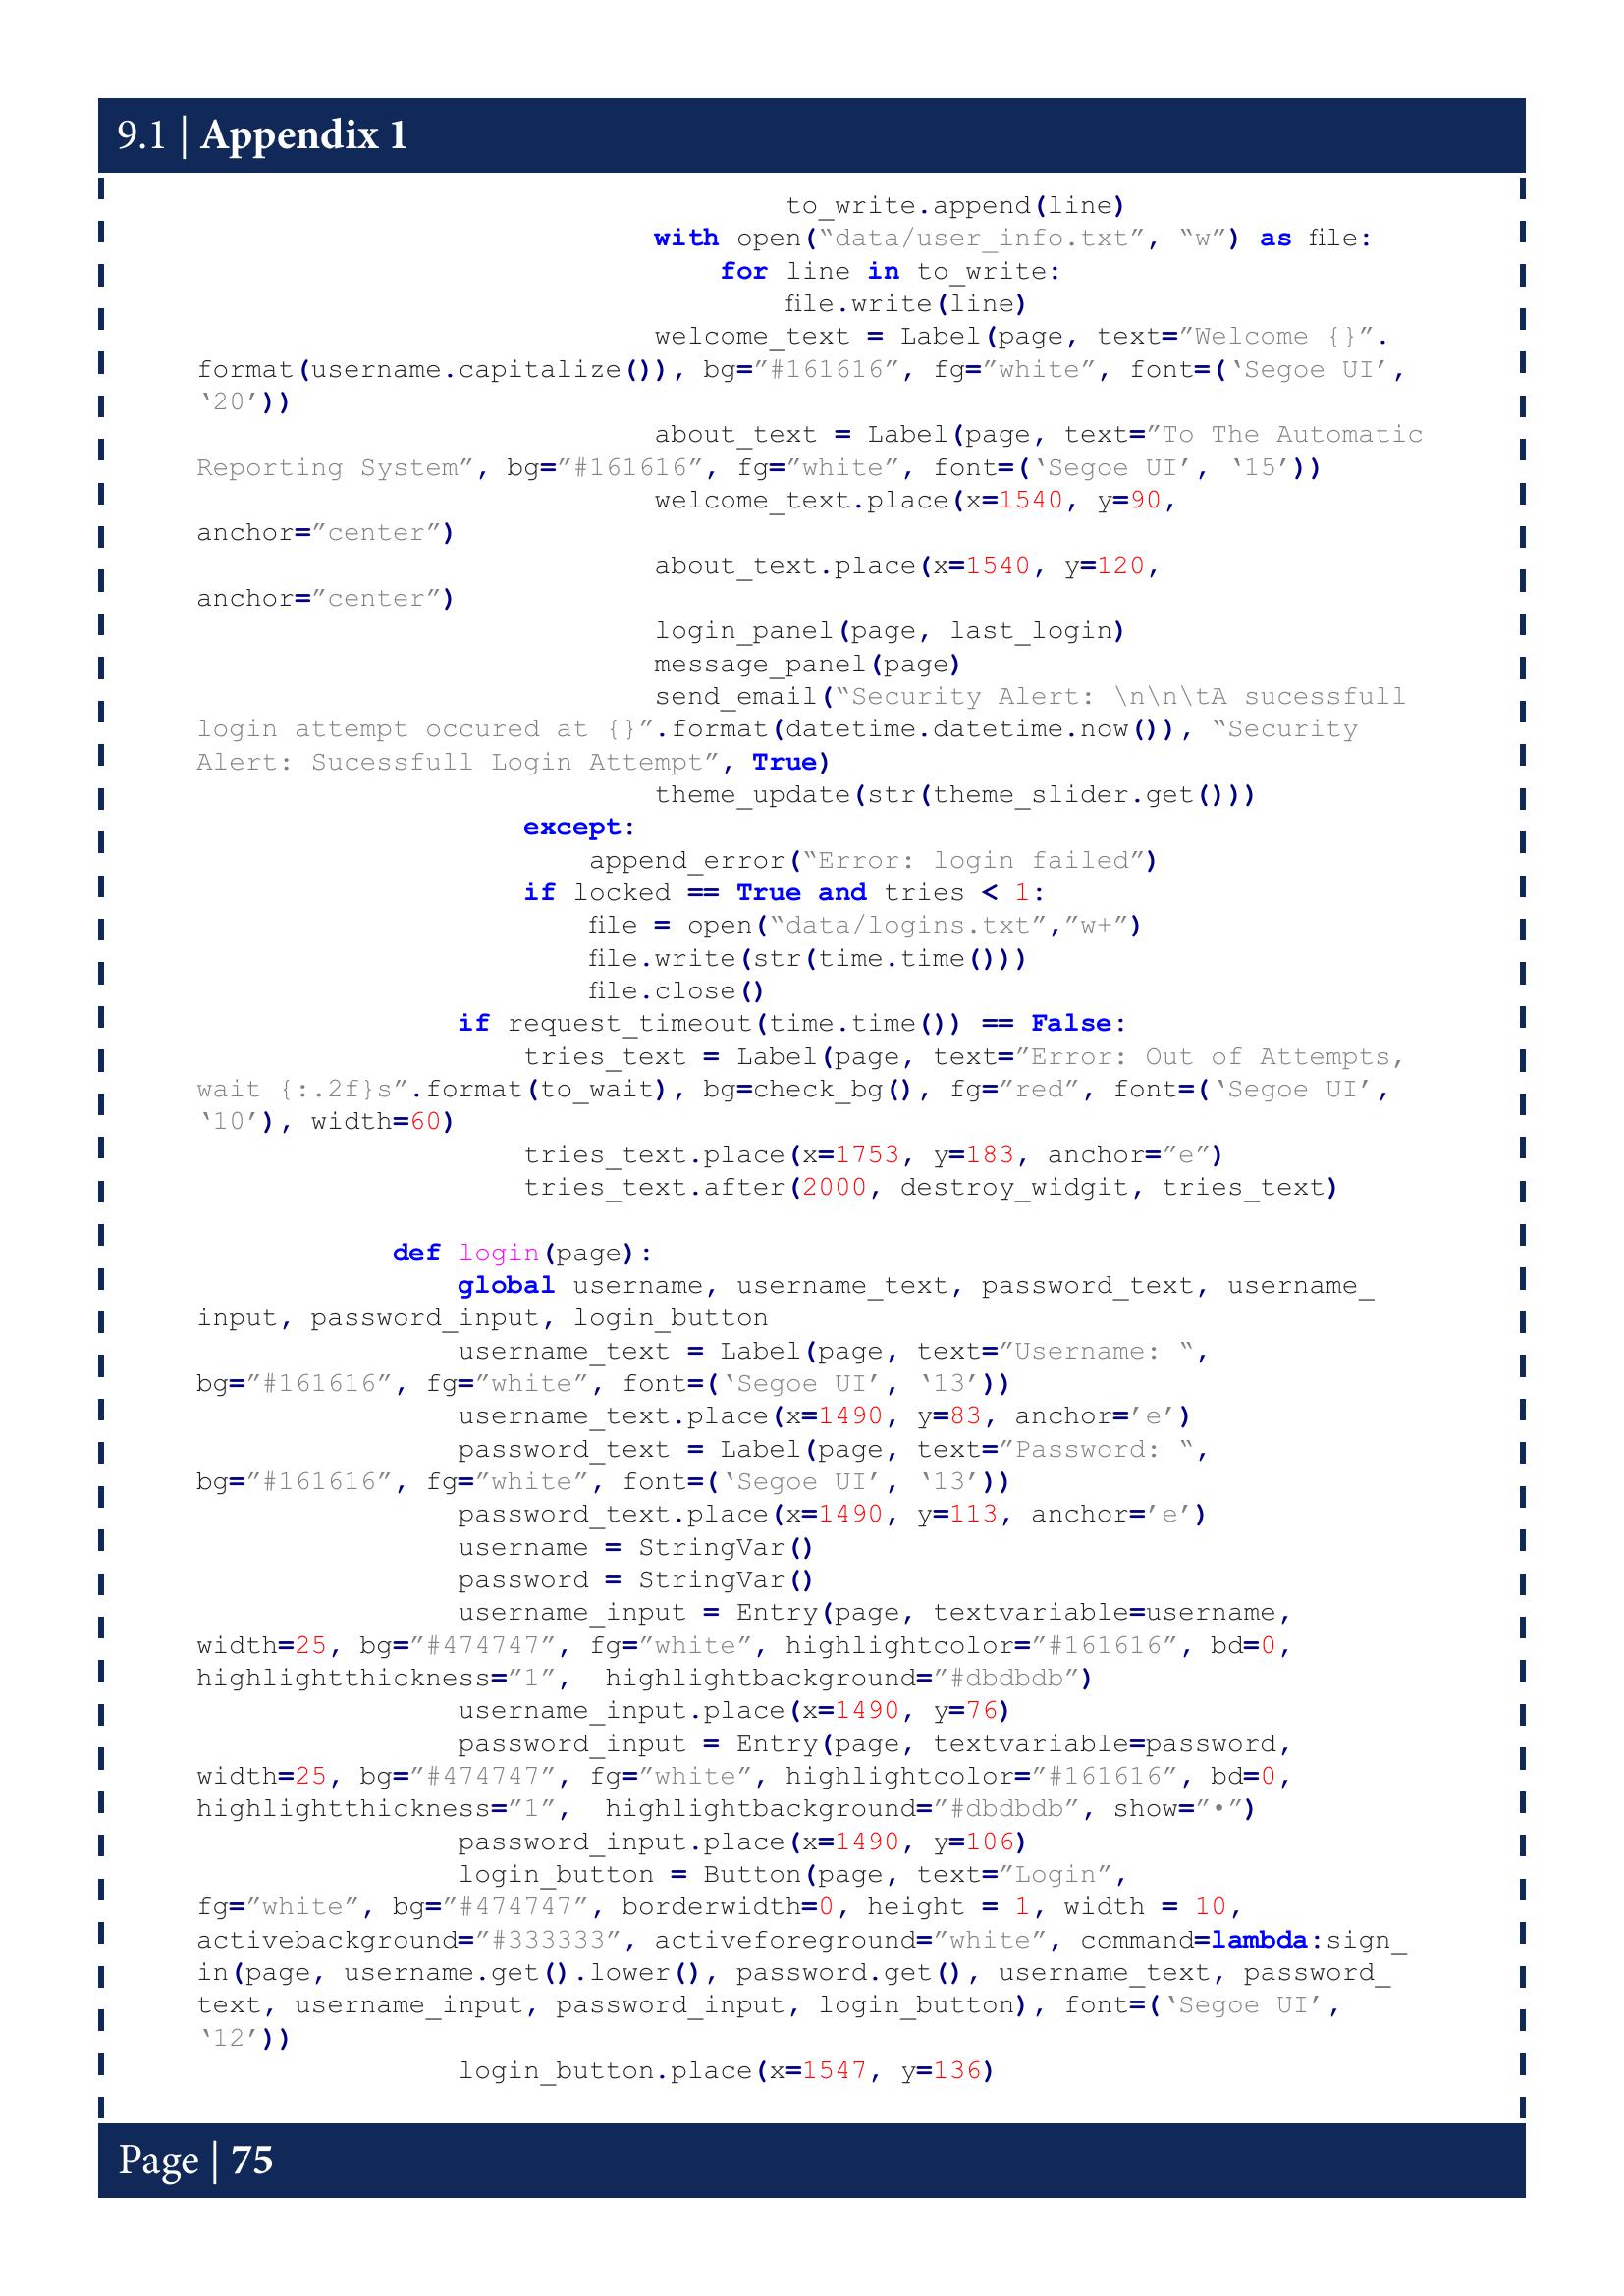 9.1 | Appendix 1
to_write.append(line)
with open(“data/user_info.txt”, “w”) as file:
for line in to_write:
file.write(line)
welcome_text = Label(page, text=”Welcome {}”.
format(username.capitalize()), bg=”#161616”, fg=”white”, font=(‘Segoe UI’,
‘20’))
about_text = Label(page, text=”To The Automatic
Reporting System”, bg=”#161616”, fg=”white”, font=(‘Segoe UI’, ‘15’))
welcome_text.place(x=1540, y=90,
anchor=”center”)
about_text.place(x=1540, y=120,
anchor=”center”)
login_panel(page, last_login)
message_panel(page)
send_email(“Security Alert: \n\n\tA sucessfull
login attempt occured at {}”.format(datetime.datetime.now()), “Security
Alert: Sucessfull Login Attempt”, True)
theme_update(str(theme_slider.get()))
except:
append_error(“Error: login failed”)
if locked == True and tries < 1:
file = open(“data/logins.txt”,”w+”)
file.write(str(time.time()))
file.close()
if request_timeout(time.time()) == False:
tries_text = Label(page, text=”Error: Out of Attempts,
wait {:.2f}s”.format(to_wait), bg=check_bg(), fg=”red”, font=(‘Segoe UI’,
‘10’), width=60)
tries_text.place(x=1753, y=183, anchor=”e”)
tries_text.after(2000, destroy_widgit, tries_text)
def login(page):
global username, username_text, password_text, username_
input, password_input, login_button
username_text = Label(page, text=”Username: “,
bg=”#161616”, fg=”white”, font=(‘Segoe UI’, ‘13’))
username_text.place(x=1490, y=83, anchor=’e’)
password_text = Label(page, text=”Password: “,
bg=”#161616”, fg=”white”, font=(‘Segoe UI’, ‘13’))
password_text.place(x=1490, y=113, anchor=’e’)
username = StringVar()
password = StringVar()
username_input = Entry(page, textvariable=username,
width=25, bg=”#474747”, fg=”white”, highlightcolor=”#161616”, bd=0,
highlightthickness=”1”,  highlightbackground=”#dbdbdb”)
username_input.place(x=1490, y=76)
password_input = Entry(page, textvariable=password,
width=25, bg=”#474747”, fg=”white”, highlightcolor=”#161616”, bd=0,
highlightthickness=”1”,  highlightbackground=”#dbdbdb”, show=”•”)
password_input.place(x=1490, y=106)
login_button = Button(page, text=”Login”,
fg=”white”, bg=”#474747”, borderwidth=0, height = 1, width = 10,
activebackground=”#333333”, activeforeground=”white”, command=lambda:sign_
in(page, username.get().lower(), password.get(), username_text, password_
text, username_input, password_input, login_button), font=(‘Segoe UI’,
‘12’))
login_button.place(x=1547, y=136)
Page | 75